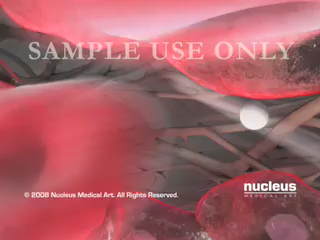 SAMPLE USE ONLY
nucleus
MEDICAL ART
© 2008 Nucleus Medical Art. All Rights Reserved.